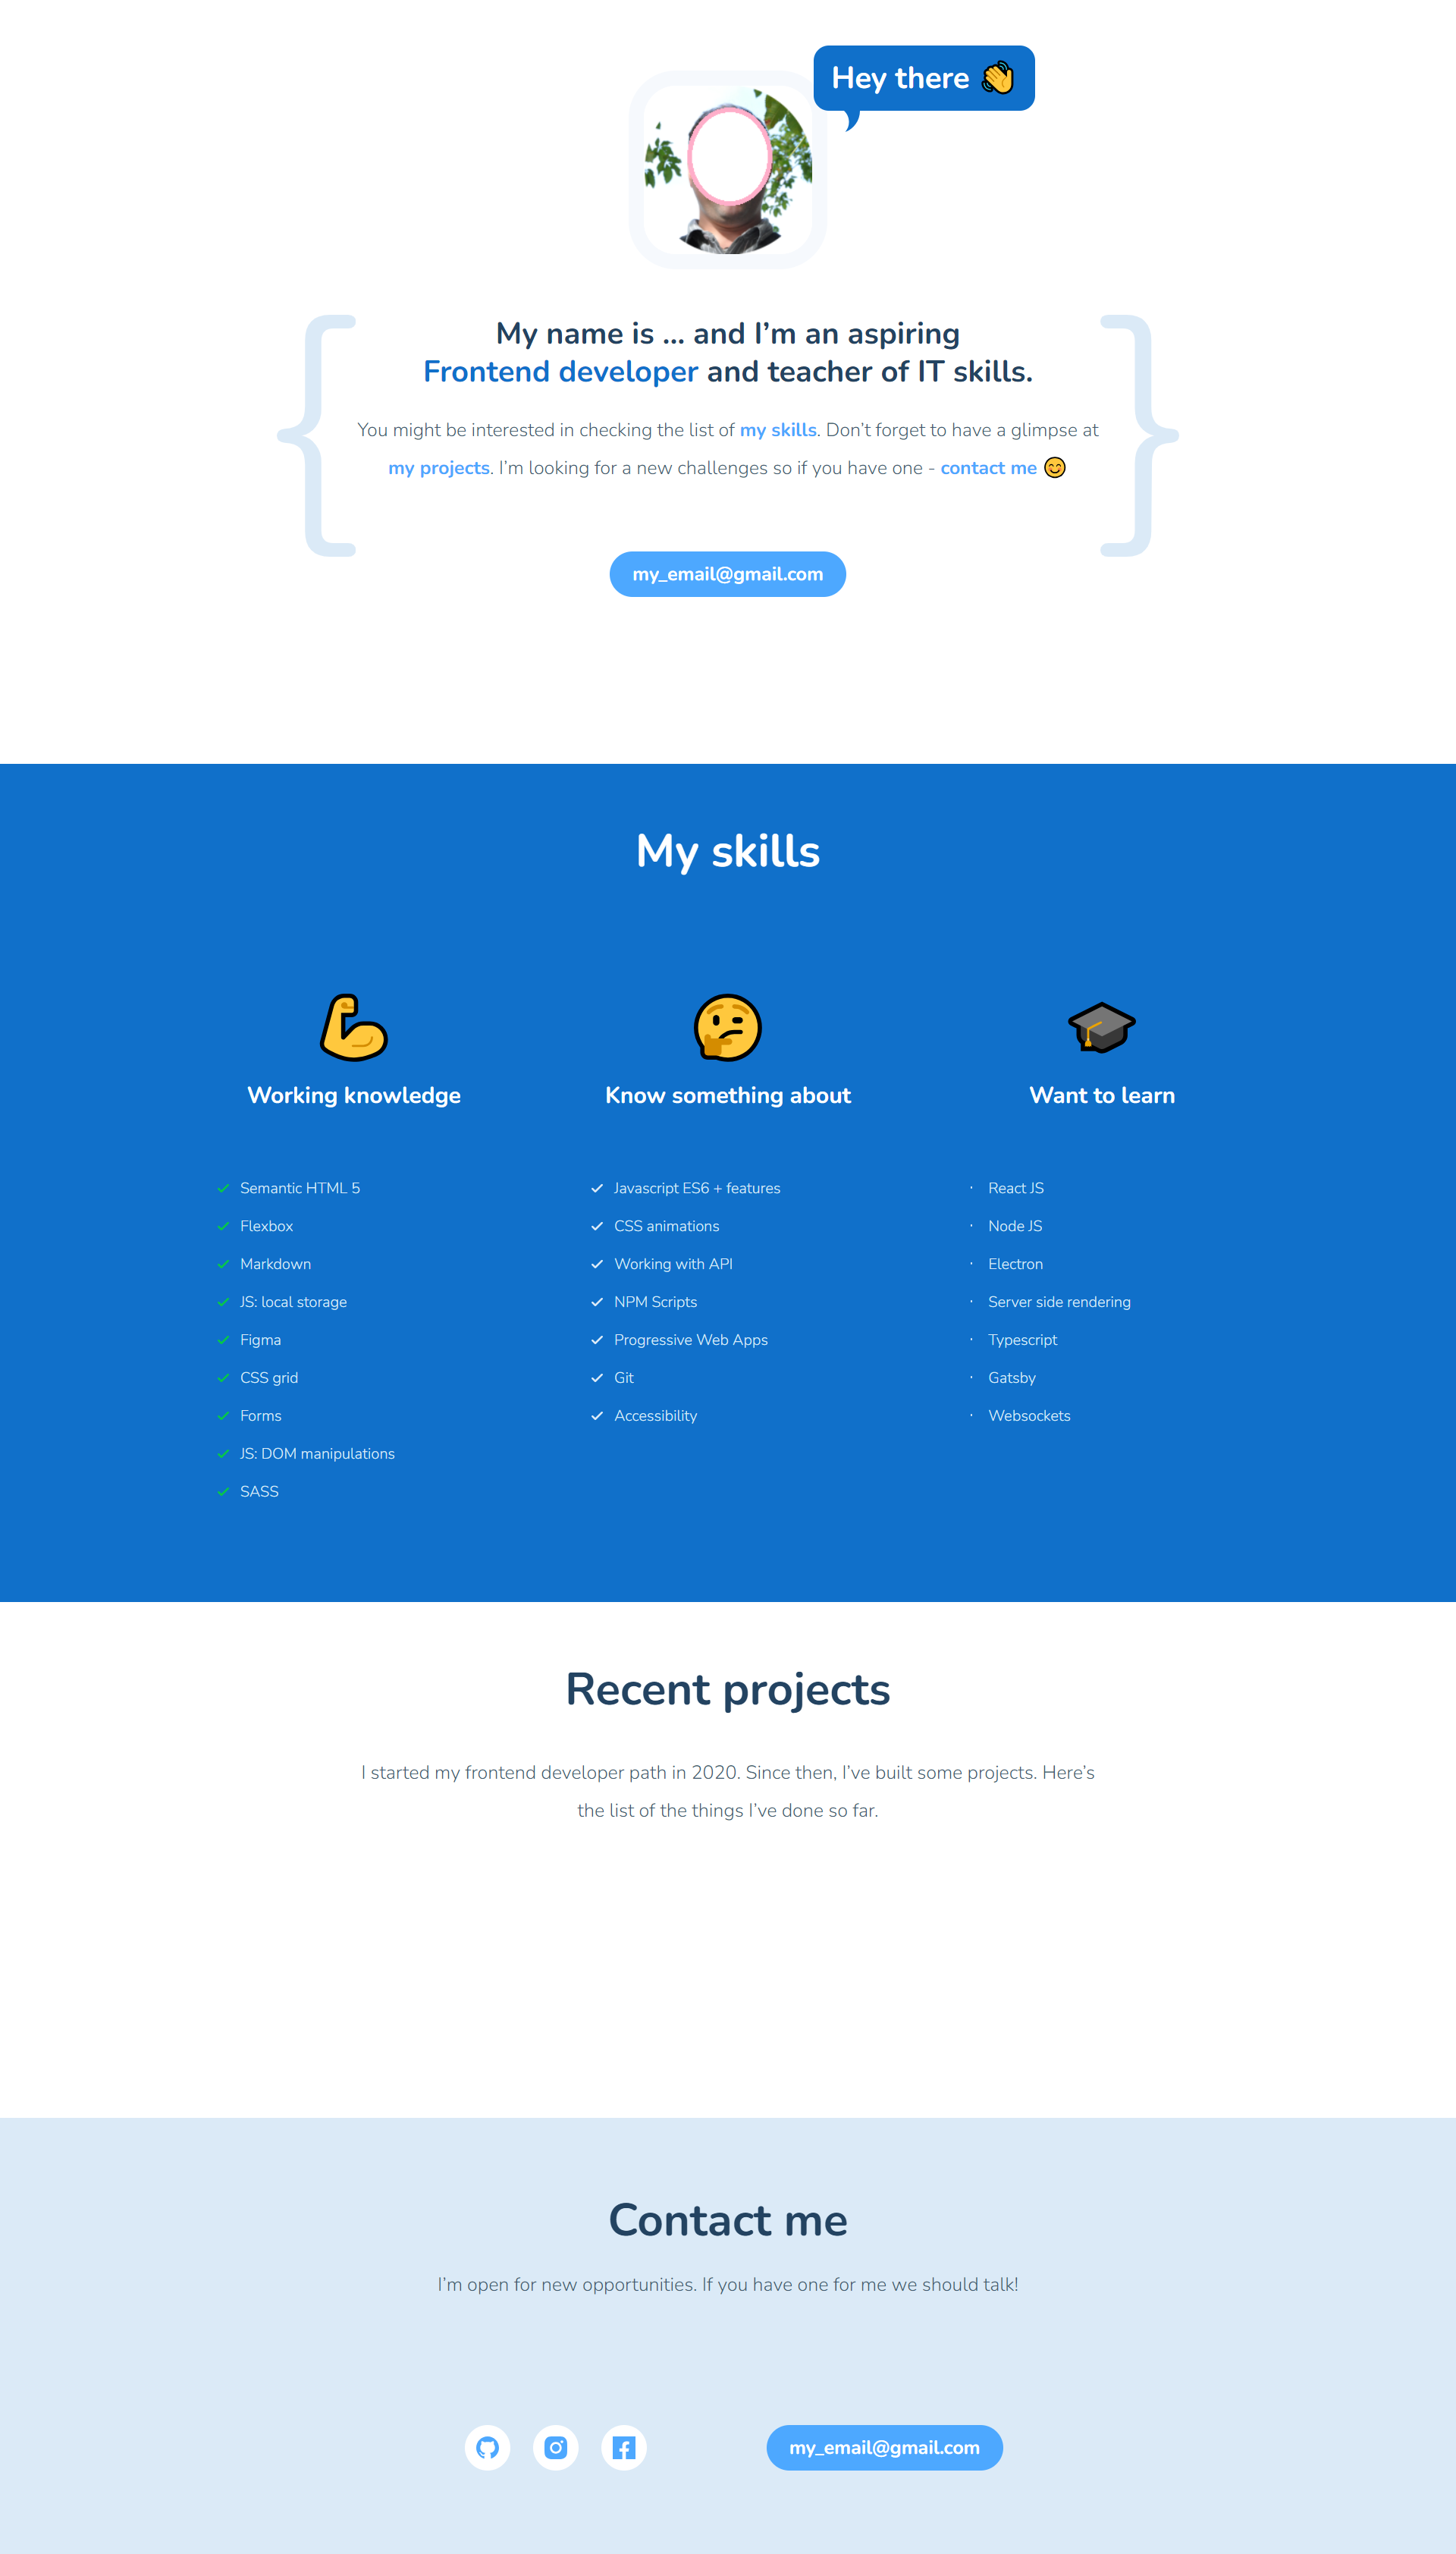 Hey there 👋
My name is ... and I’m an aspiring
Frontend developer and teacher of IT skills.
You might be interested in checking the list of my skills. Don’t forget to have a glimpse at
my projects. I’m looking for a new challenges so if you have one - contact me 😊
my_email@gmail.com
My skills
Working knowledge
Semantic HTML 5
Flexbox
Markdown
JS: local storage
Figma
CSS grid
Forms
JS: DOM manipulations
SASS
Know something about
Javascript ES6 + features
CSS animations
Working with API
NPM Scripts
Progressive Web Apps
Git
Accessibility
Want to learn
React JS
Node JS
Electron
Server side rendering
Typescript
Gatsby
Websockets
Recent projects
I started my frontend developer path in 2020. Since then, I’ve built some projects. Here’s
the list of the things I’ve done so far.
Contact me
I’m open for new opportunities. If you have one for me we should talk!
my_email@gmail.com